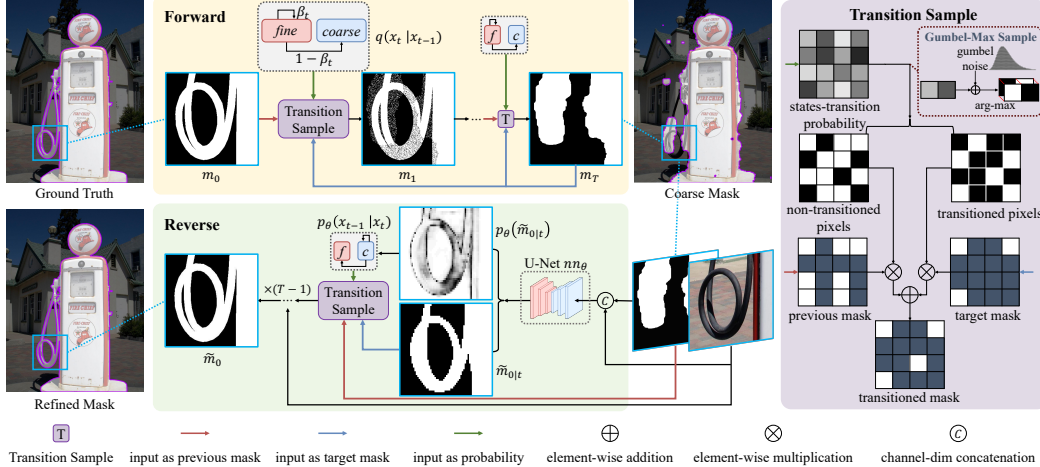 Forward
β_t
fine
coarse
1 − β_t
q(x_t |x_{t−1})
f
c
Transition
Sample
T
m_0
m_1
m_T
Ground Truth
Coarse Mask
Reverse
p_θ(x_{t−1} |x_t)
f
c
p_θ(m̃_{0|t})
U-Net nn_θ
×(T − 1)
Transition
Sample
C
m̃_0
m̃_{0|t}
Refined Mask
Transition Sample
Gumbel-Max Sample
gumbel
noise
arg-max
states-transition
probability
non-transitioned
pixels
transitioned pixels
previous mask
target mask
transitioned mask
T
C
Transition Sample
input as previous mask
input as target mask
input as probability
element-wise addition
element-wise multiplication
channel-dim concatenation